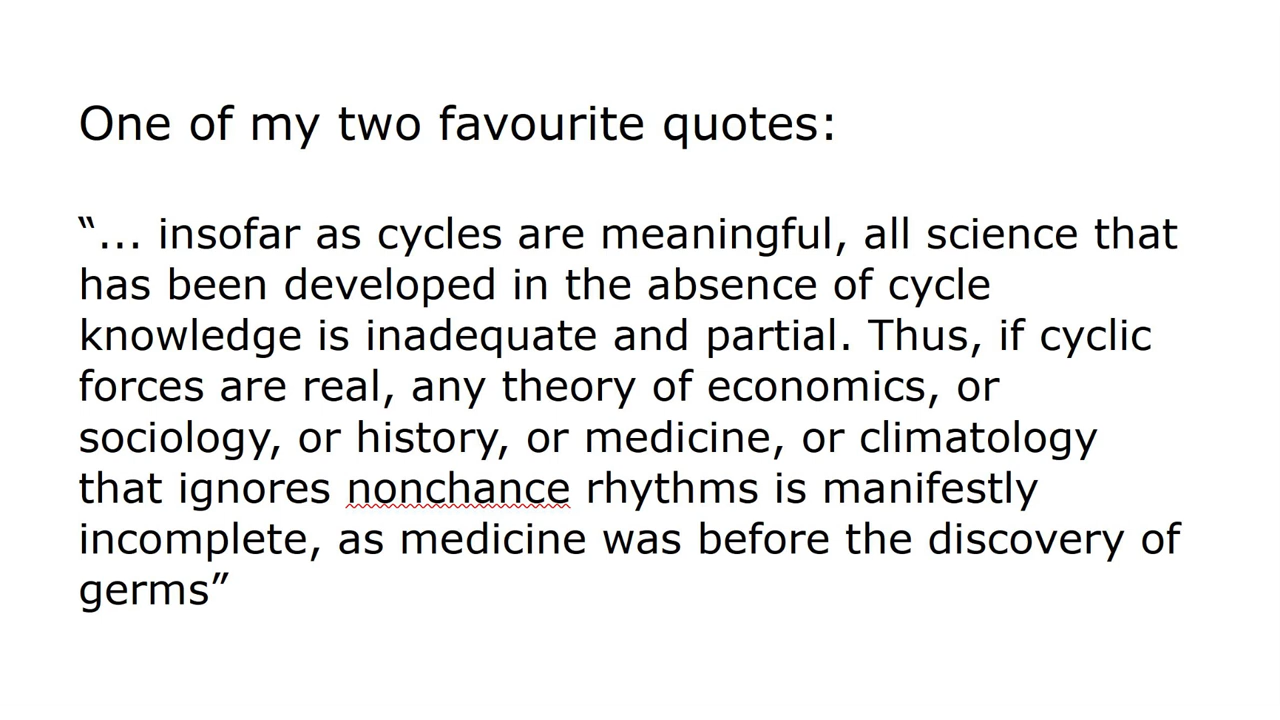 One of my two favourite quotes:
“... insofar as cycles are meaningful, all science that
has been developed in the absence of cycle
knowledge is inadequate and partial. Thus, if cyclic
forces are real, any theory of economics, or
sociology, or history, or medicine, or climatology
that ignores nonchance rhythms is manifestly
incomplete, as medicine was before the discovery of
germs”